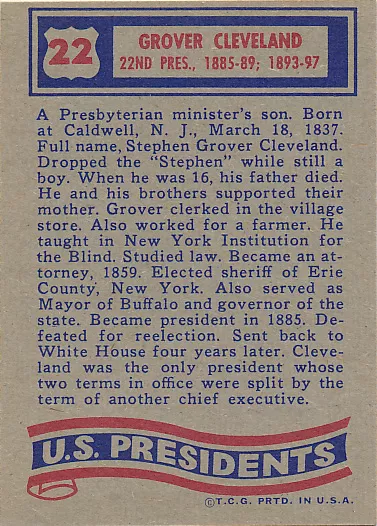 22
GROVER CLEVELAND
22ND PRES., 1885-89; 1893-97
A Presbyterian minister's son. Born
at Caldwell, N. J., March 18, 1837.
Full name, Stephen Grover Cleveland.
Dropped the "Stephen" while still a
boy. When he was 16, his father died.
He and his brothers supported their
mother. Grover clerked in the village
store. Also worked for a farmer. He
taught in New York Institution for
the Blind. Studied law. Became an at-
torney, 1859. Elected sheriff of Erie
County, New York. Also served as
Mayor of Buffalo and governor of the
state. Became president in 1885. De-
feated for reelection. Sent back to
White House four years later. Cleve-
land was the only president whose
two terms in office were split by the
term of another chief executive.
U.S. PRESIDENTS
©T.C.G. PRTD. IN U.S.A.